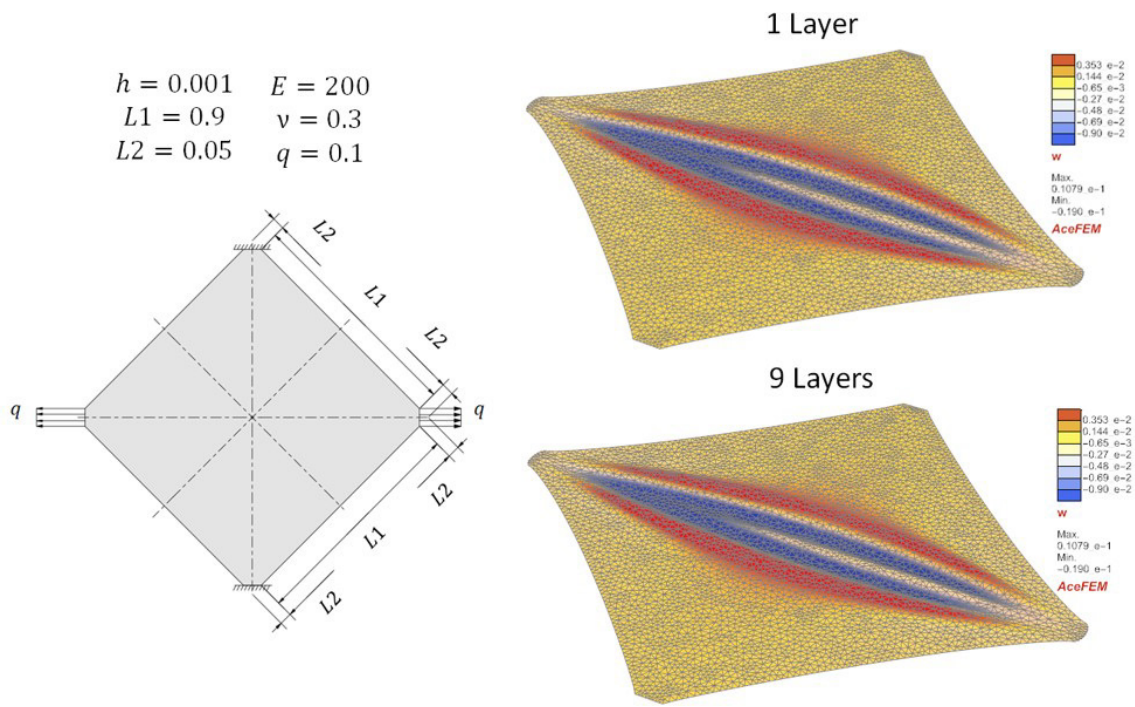 1 Layer
h = 0.001 E = 200
L1 = 0.9 ν = 0.3
L2 = 0.05 q = 0.1
0.353 e-2
0.144 e-2
-0.65 e-3
-0.27 e-2
-0.48 e-2
-0.69 e-2
-0.90 e-2
w
Max.
0.1079 e-1
Min.
-0.190 e-1
AceFEM
L2
L1
L2
q
q
L2
L1
L2
9 Layers
0.353 e-2
0.144 e-2
-0.65 e-3
-0.27 e-2
-0.48 e-2
-0.69 e-2
-0.90 e-2
w
Max.
0.1079 e-1
Min.
-0.190 e-1
AceFEM